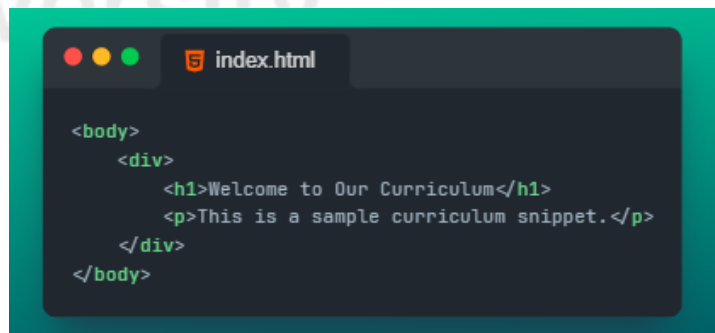 index.html
<body>
<div>
<h1>Welcome to Our Curriculum</h1>
<p>This is a sample curriculum snippet.</p>
</div>
</body>